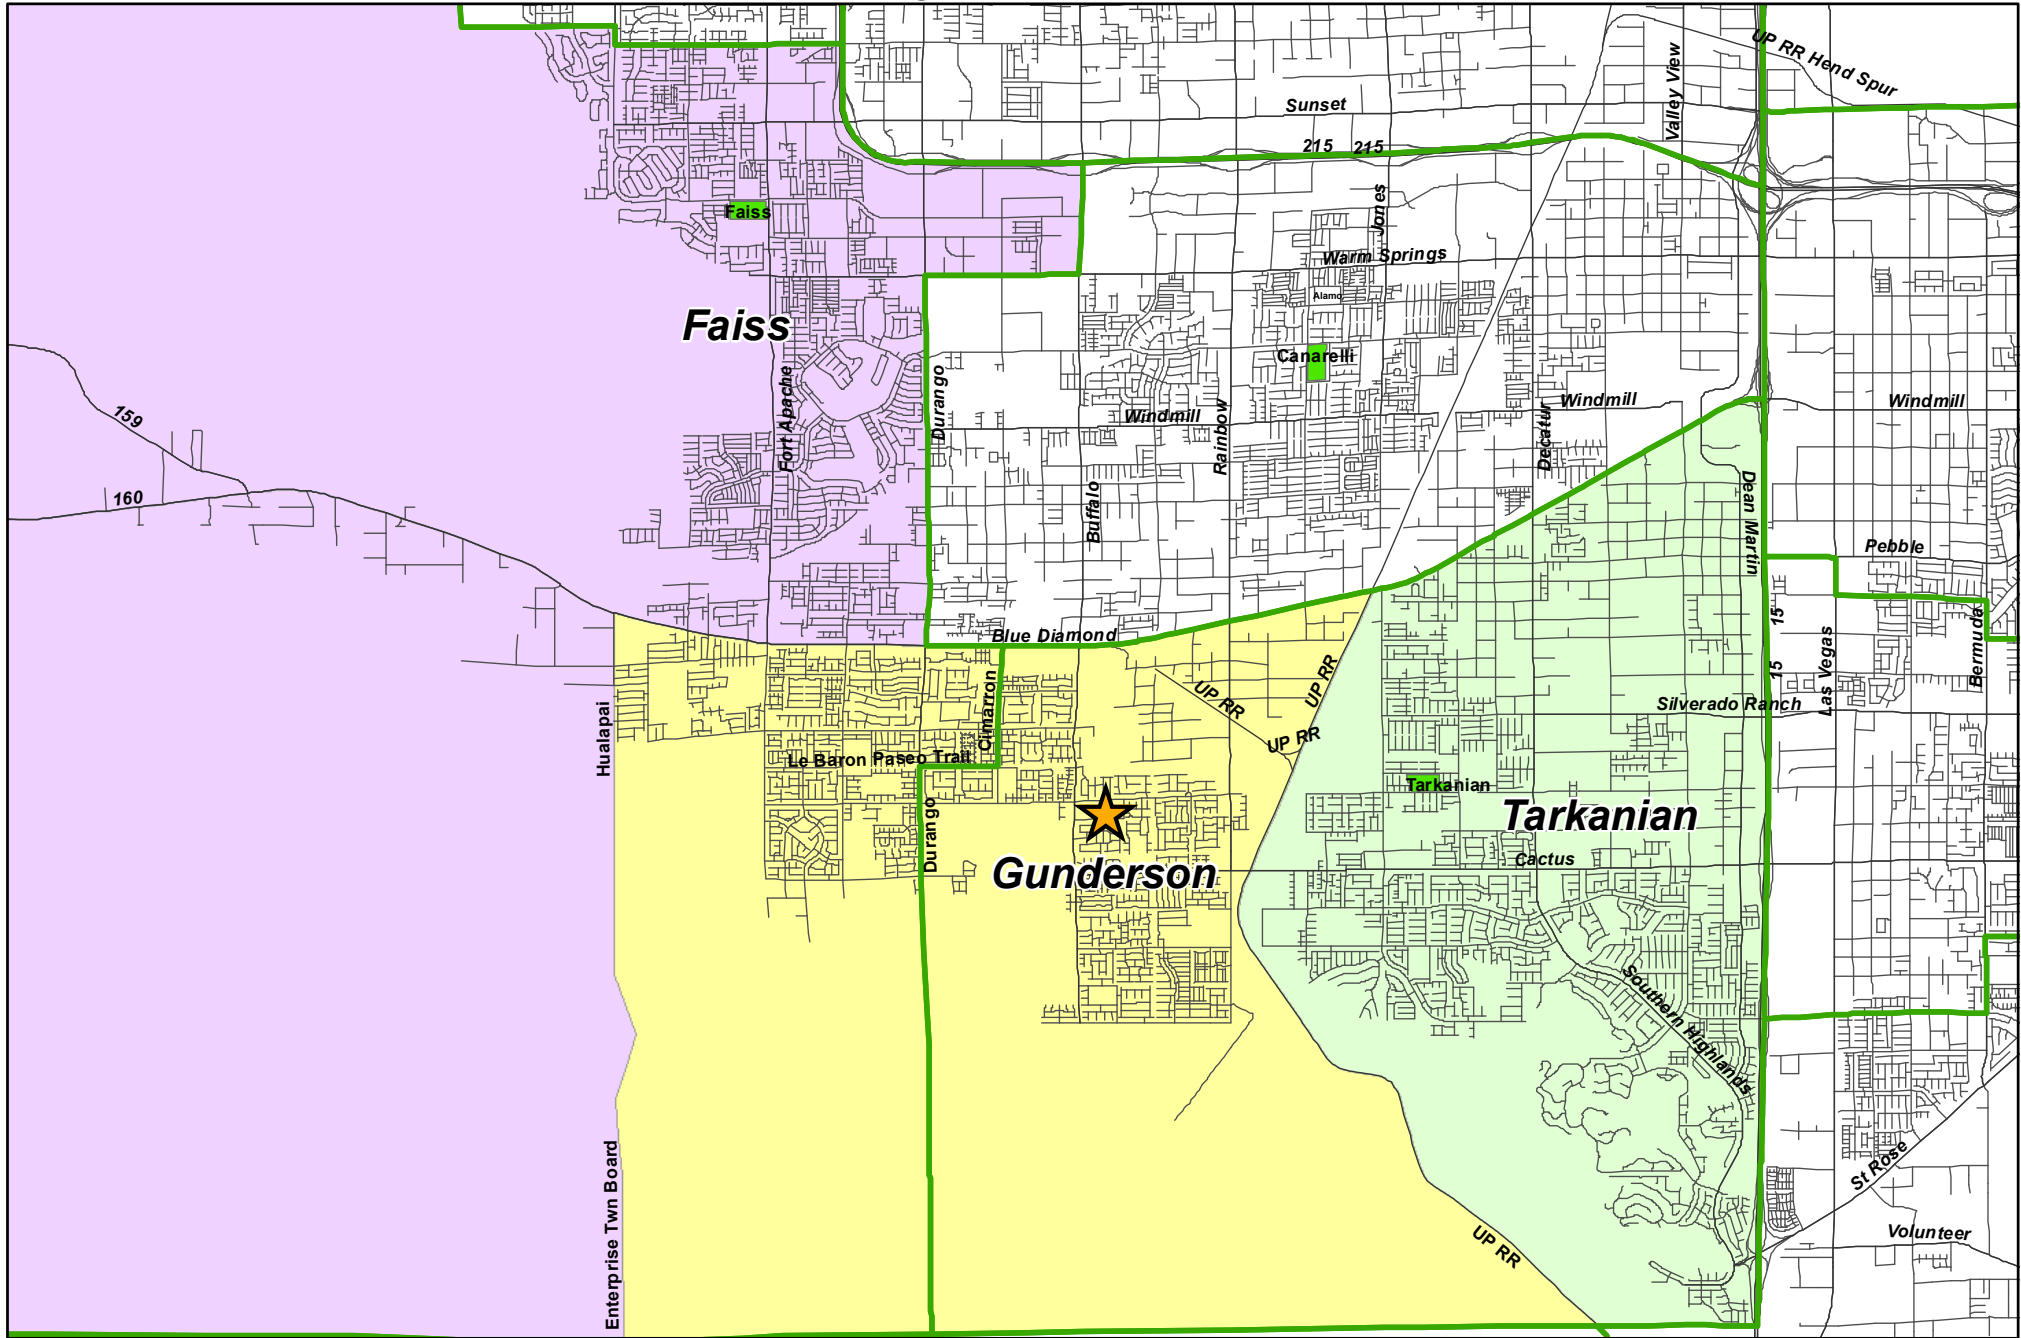 UP RR Hend Spur
Valley View
Sunset
215
215
Jones
Faiss
Warm Springs
Alamo
Faiss
Canarelli
Durango
Fort Apache
159
Windmill
Rainbow
Decatur
Windmill
Windmill
160
Buffalo
Dean Martin
Pebble
15
Blue Diamond
Bermuda
Las Vegas
15
UP RR
UP RR
Cimarron
Silverado Ranch
Hualapai
UP RR
Le Baron Paseo Trail
Tarkanian
Tarkanian
Durango
Cactus
Gunderson
Southern Highlands
St Rose
Enterprise Twn Board
UP RR
Volunteer